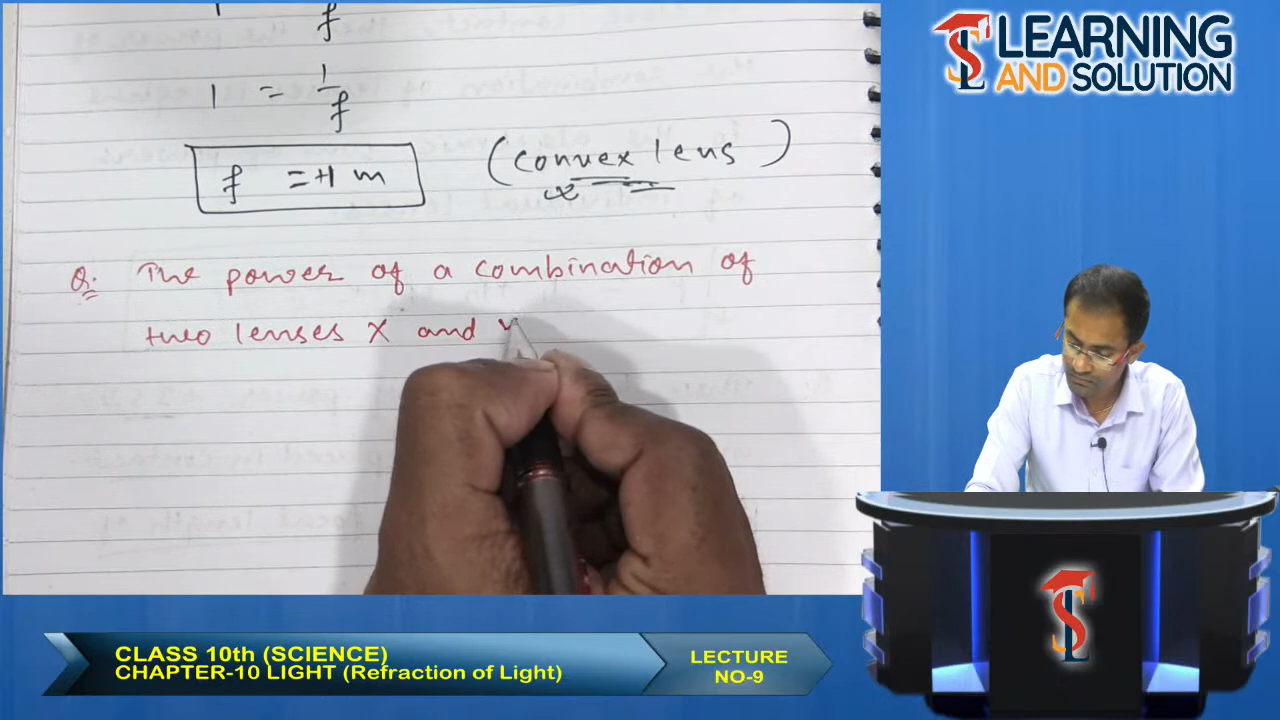 1 f
1 = 1/f
f = +1 m (convex lens)
Q. The power of a combination of
two lenses X and Y
LEARNING
AND SOLUTION
CLASS 10th (SCIENCE)
CHAPTER-10 LIGHT (Refraction of Light)
LECTURE
NO-9